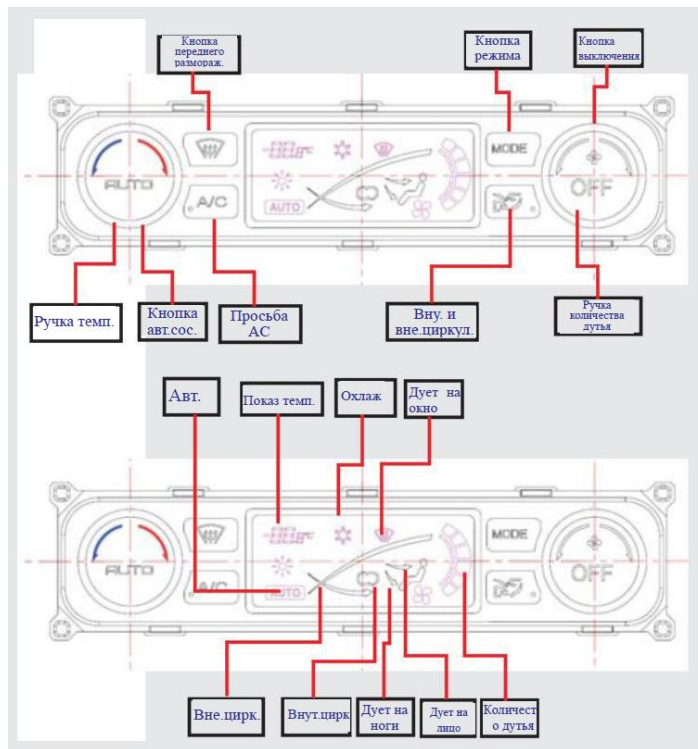 Кнопка
переднего
размораж.
Кнопка
режима
Кнопка
выключения
MODE
AUTO
A/C
AUTO
OFF
Ручка темп.
Кнопка
авт.сос.
Просьба
АС
Вну. и
вне.циркул.
Ручка
количества
дутья
Авт.
Показ темп.
Охлаж
Дует на
окно
MODE
AUTO
A/C
AUTO
OFF
Вне.цирк.
Внут.цирк
Дует на
ноги
Дует на
лицо
Количест
о дутья